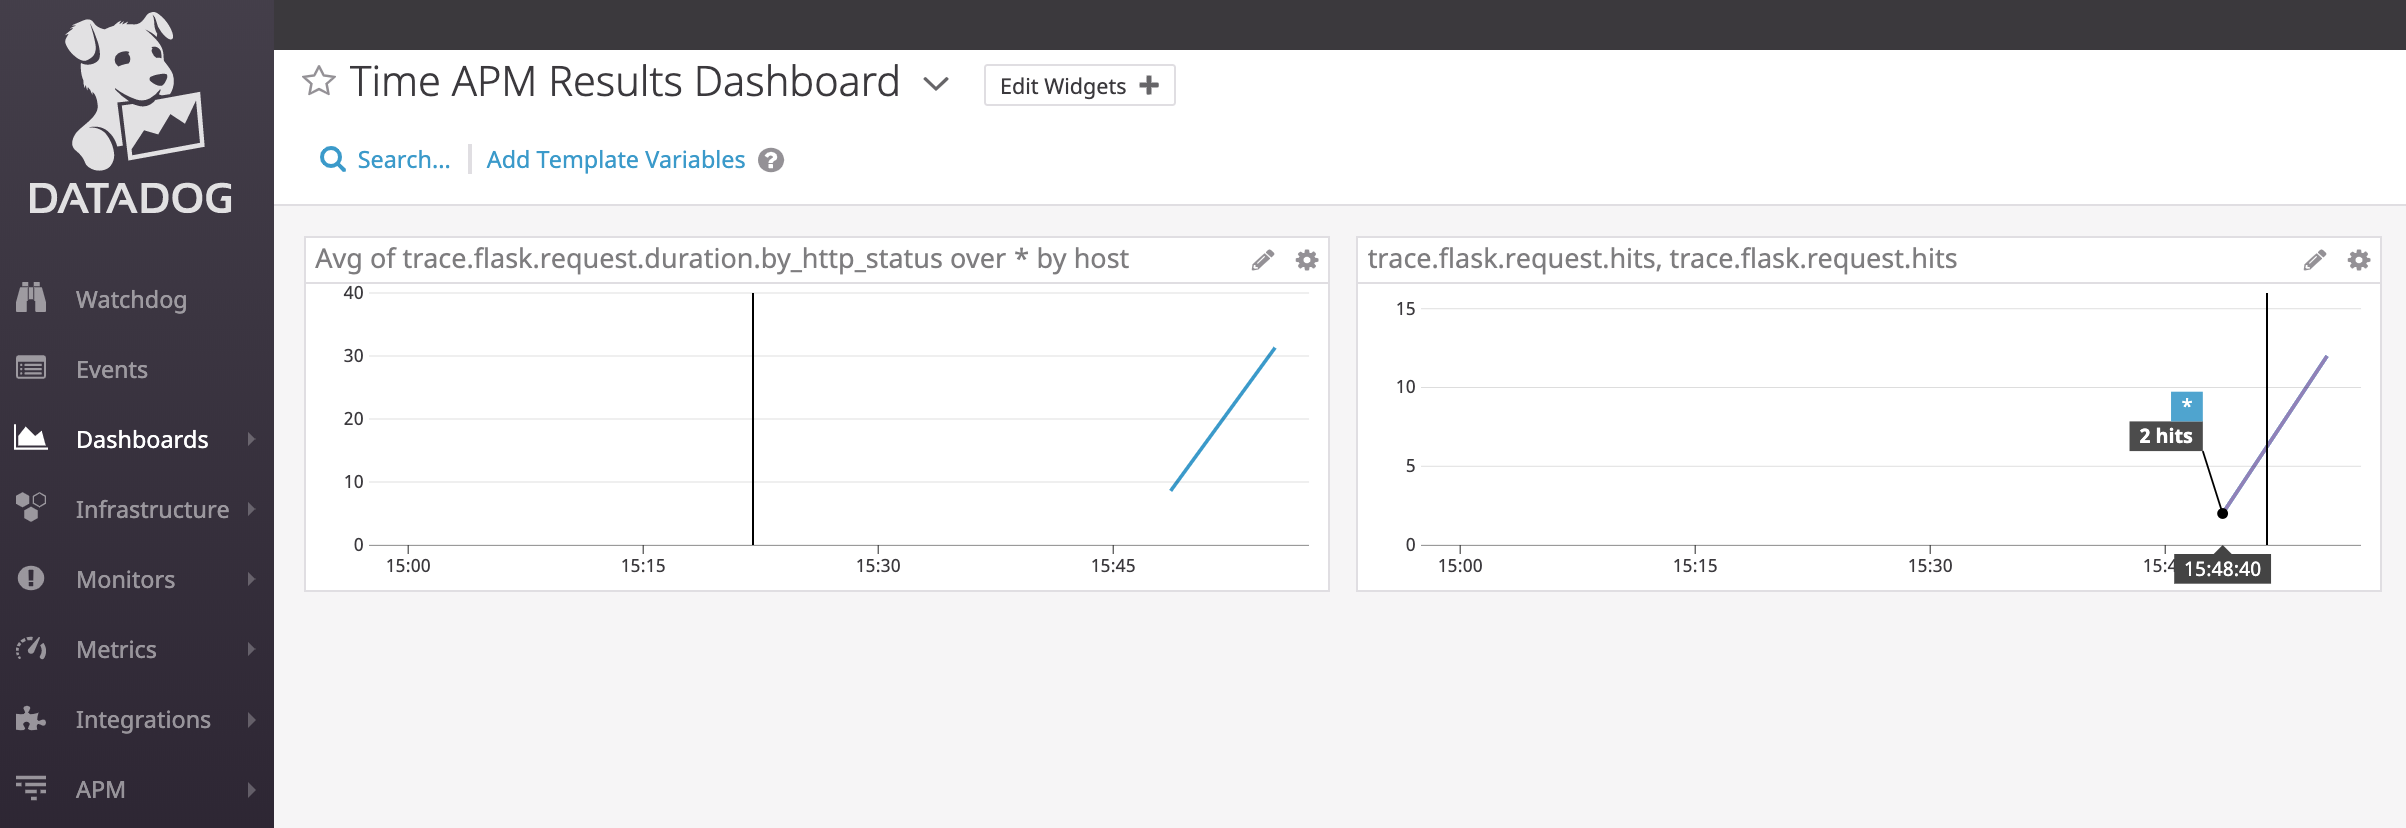 DATADOG
Watchdog
Events
Dashboards
Infrastructure
Monitors
Metrics
Integrations
APM
Time APM Results Dashboard
Edit Widgets
Search...
Add Template Variables ?
Avg of trace.flask.request.duration.by_http_status over * by host
40
30
20
10
0
15:00 15:15 15:30 15:45
trace.flask.request.hits, trace.flask.request.hits
15
10
5
0
*
2 hits
15:00 15:15 15:30 15:4
15:48:40